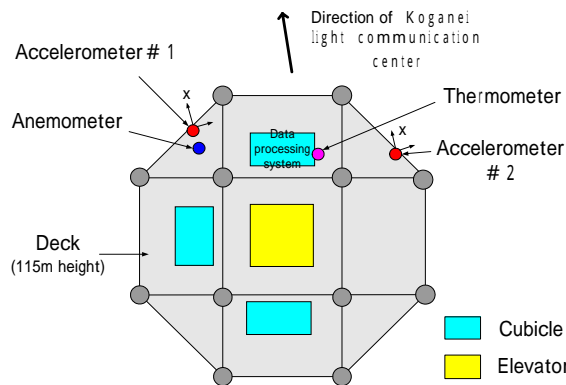 Direction of Koganei
light communication
center
Accelerometer # 1
x
Anemometer
Data
processing
system
Thermometer
x
Accelerometer
# 2
Deck
(115m height)
Cubicle
Elevator